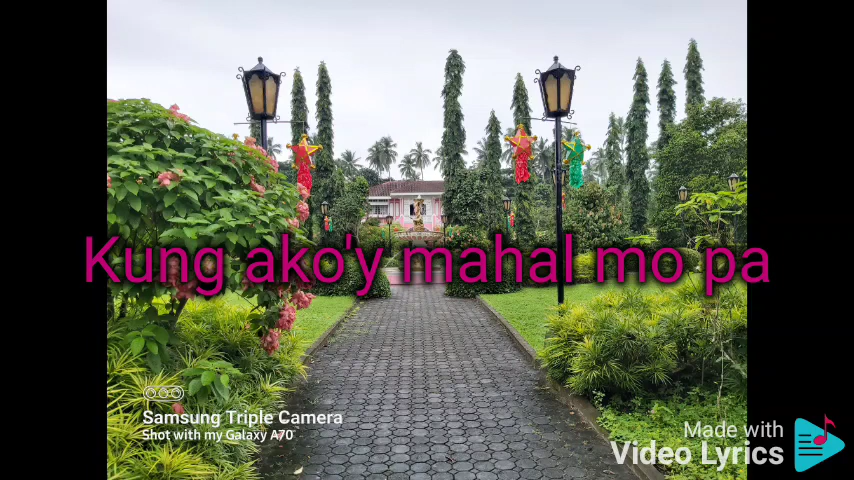 Kung ako'y mahal mo pa
Samsung Triple Camera
Shot with my Galaxy A70
Made with
Video Lyrics